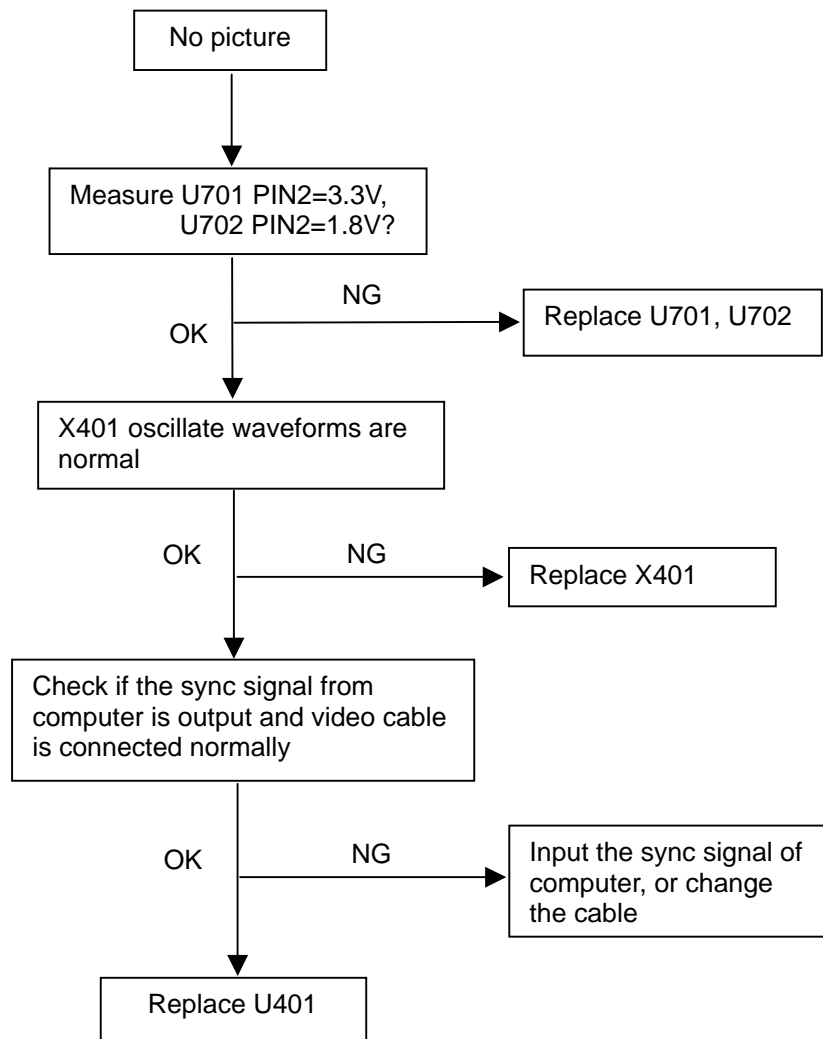 No picture
Measure U701 PIN2=3.3V,
U702 PIN2=1.8V?
NG
OK
Replace U701, U702
X401 oscillate waveforms are
normal
OK
NG
Replace X401
Check if the sync signal from
computer is output and video cable
is connected normally
OK
NG
Input the sync signal of
computer, or change
the cable
Replace U401